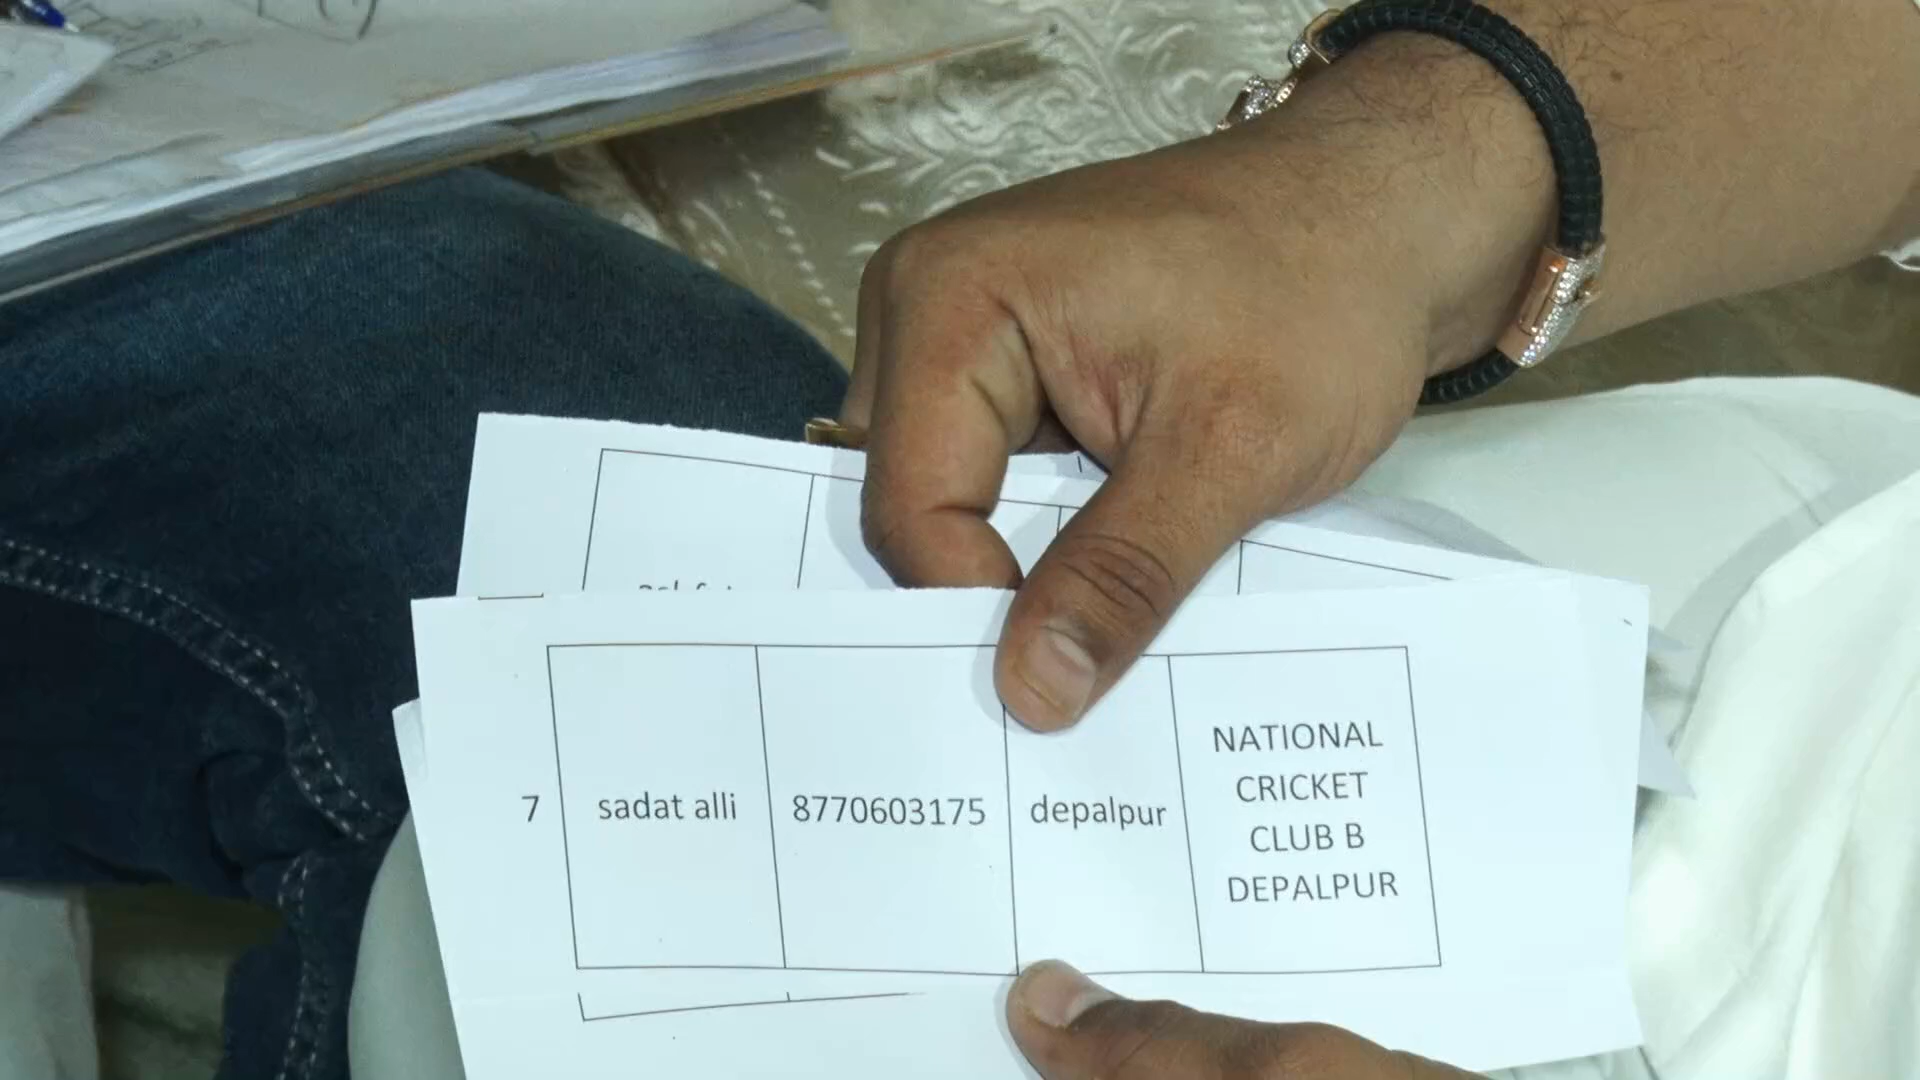 7
sadat alli
8770603175
depalpur
NATIONAL
CRICKET
CLUB B
DEPALPUR